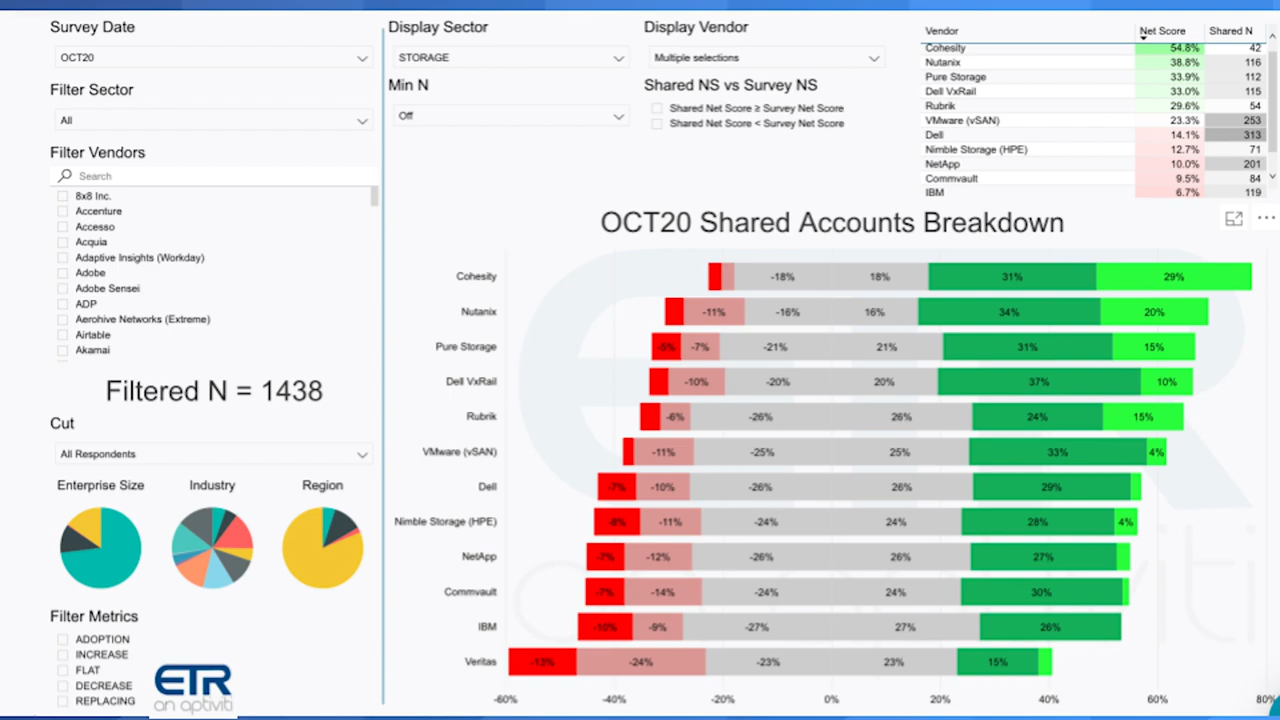 Survey Date
OCT20
Filter Sector
All
Filter Vendors
Search
8x8 Inc.
Accenture
Accesso
Acquia
Adaptive Insights (Workday)
Adobe
Adobe Sensei
ADP
Aerohive Networks (Extreme)
Airtable
Akamai
Filtered N = 1438
Cut
All Respondents
Enterprise Size Industry Region
Filter Metrics
ADOPTION
INCREASE
FLAT
DECREASE
REPLACING
ETR
an aptiviti
Display Sector
STORAGE
Min N
Off
Display Vendor
Multiple selections
Shared NS vs Survey NS
Shared Net Score ≥ Survey Net Score
Shared Net Score < Survey Net Score
Vendor Net Score Shared N
Cohesity 54.8% 42
Nutanix 38.8% 116
Pure Storage 33.9% 112
Dell VxRail 33.0% 115
Rubrik 29.6% 54
VMware (vSAN) 23.3% 253
Dell 14.1% 313
Nimble Storage (HPE) 12.7% 71
NetApp 10.0% 201
Commvault 9.5% 84
IBM 6.7% 119
OCT20 Shared Accounts Breakdown
Cohesity -18% 18% 31% 29%
Nutanix -11% -16% 16% 34% 20%
Pure Storage -5% -7% -21% 21% 31% 15%
Dell VxRail -10% -20% 20% 37% 10%
Rubrik -6% -26% 26% 24% 15%
VMware (vSAN) -11% -25% 25% 33% 4%
Dell -7% -10% -26% 26% 29%
Nimble Storage (HPE) -8% -11% -24% 24% 28% 4%
NetApp -7% -12% -26% 26% 27%
Commvault -7% -14% -24% 24% 30%
IBM -10% -9% -27% 27% 26%
Veritas -13% -24% -23% 23% 15%
-60% -40% -20% 0% 20% 40% 60% 80%